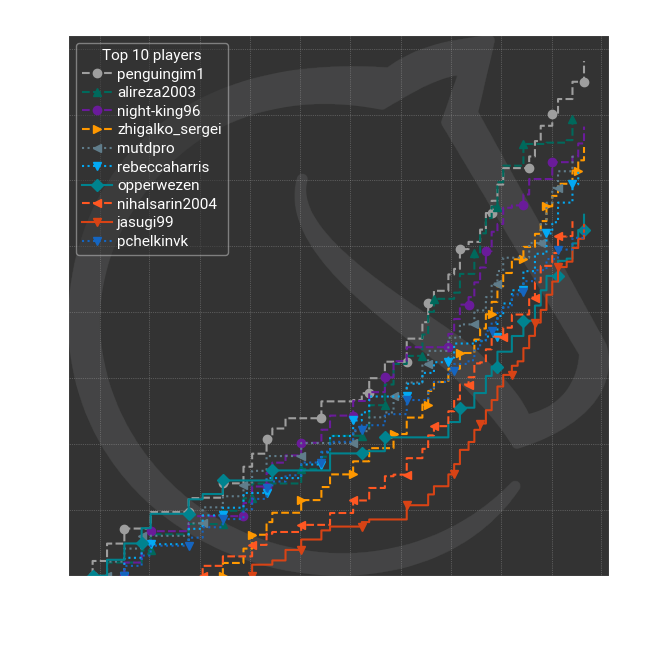 Top 10 players
penguingim1
alireza2003
night-king96
zhigalko_sergei
mutdpro
rebeccaharris
opperwezen
nihalsarin2004
jasugi99
pchelkinvk